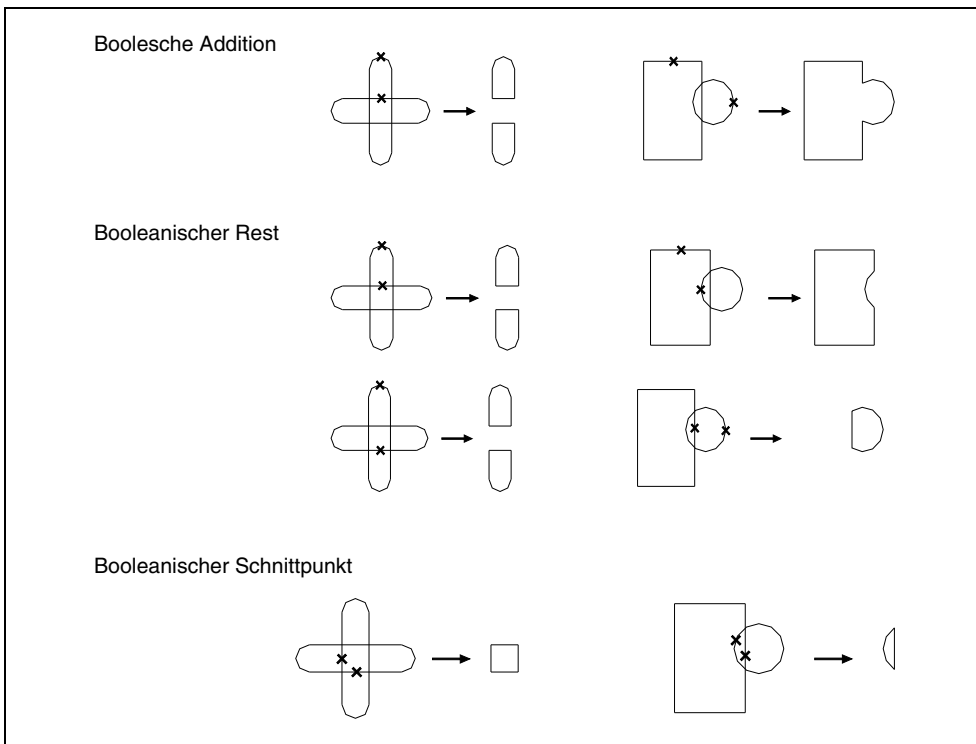 Boolesche Addition
Booleanischer Rest
Booleanischer Schnittpunkt